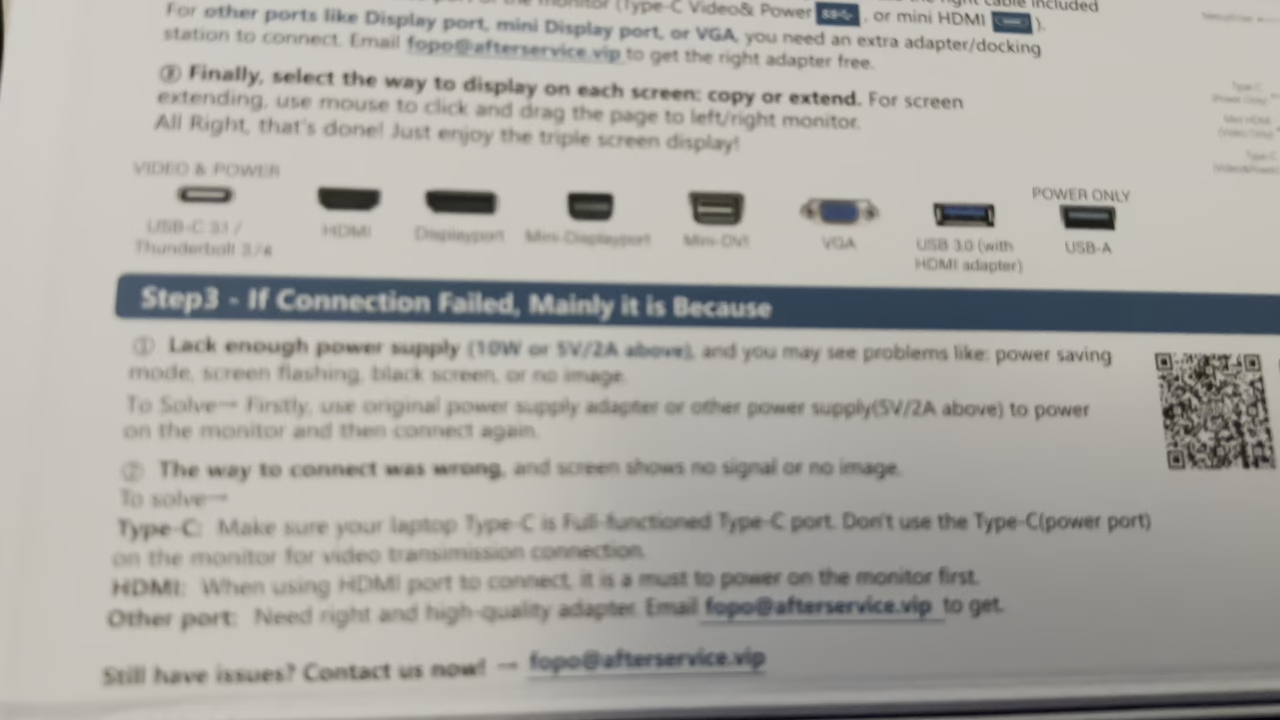 the monitor (Type-C Video& Power , or mini HDMI ).
cable included
For other ports like Display port, mini Display port, or VGA, you need an extra adapter/docking
station to connect. Email fopo@afterservice.vip to get the right adapter free.
③ Finally, select the way to display on each screen: copy or extend. For screen
extending, use mouse to click and drag the page to left/right monitor.
All Right, that's done! Just enjoy the triple screen display!
VIDEO & POWER
POWER ONLY
USB-C 3.1 /
Thunderbolt 3/4
HDMI
Displayport
Mini-Displayport
Mini-DVI
VGA
USB 3.0 (with
HDMI adapter)
USB-A
Step3 - If Connection Failed, Mainly it is Because
① Lack enough power supply (10W or 5V/2A above), and you may see problems like: power saving
mode, screen flashing, black screen, or no image.
To Solve→ Firstly, use original power supply adapter or other power supply(5V/2A above) to power
on the monitor and then connect again.
② The way to connect was wrong, and screen shows no signal or no image.
To solve→
Type-C: Make sure your laptop Type-C is Full-functioned Type-C port. Don't use the Type-C(power port)
on the monitor for video transimission connection.
HDMI: When using HDMI port to connect, it is a must to power on the monitor first.
Other port: Need right and high-quality adapter. Email fopo@afterservice.vip to get.
Still have issues? Contact us now! → fopo@afterservice.vip